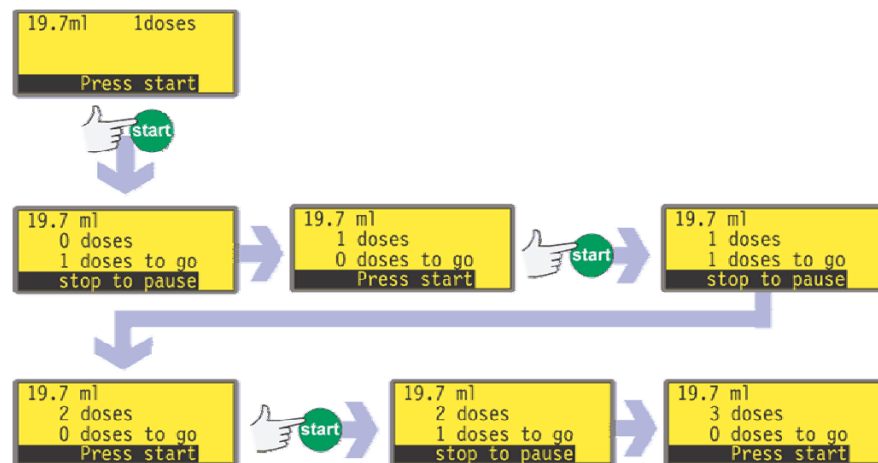 19.7ml 1doses
Press start
start
19.7 ml
0 doses
1 doses to go
stop to pause
19.7 ml
1 doses
0 doses to go
Press start
start
19.7 ml
1 doses
1 doses to go
stop to pause
19.7 ml
2 doses
0 doses to go
Press start
start
19.7 ml
2 doses
1 doses to go
stop to pause
19.7 ml
3 doses
0 doses to go
Press start